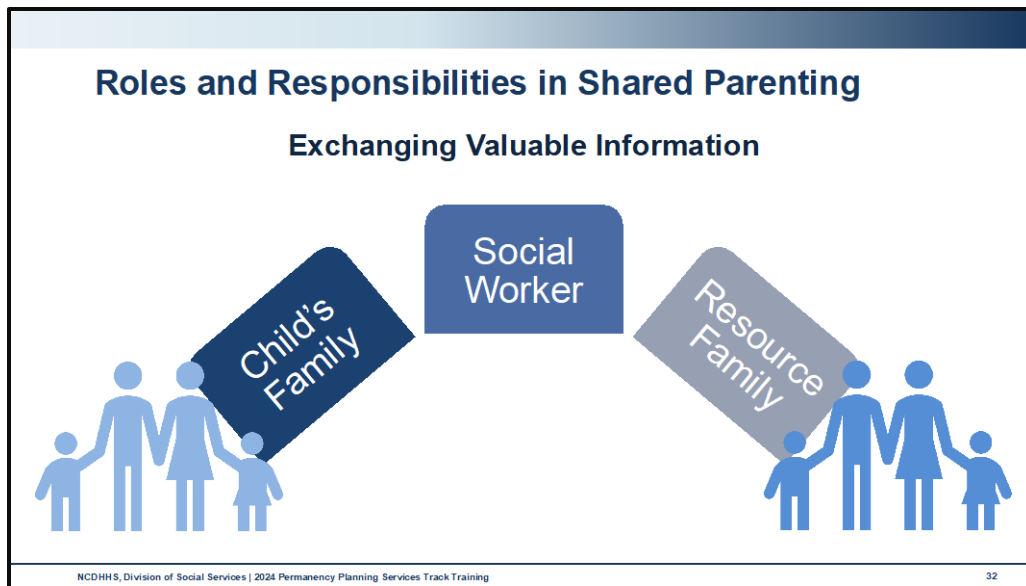 Roles and Responsibilities in Shared Parenting
Exchanging Valuable Information
Child's
Family
Social
Worker
Resource
Family
NCDHHS, Division of Social Services | 2024 Permanency Planning Services Track Training
32